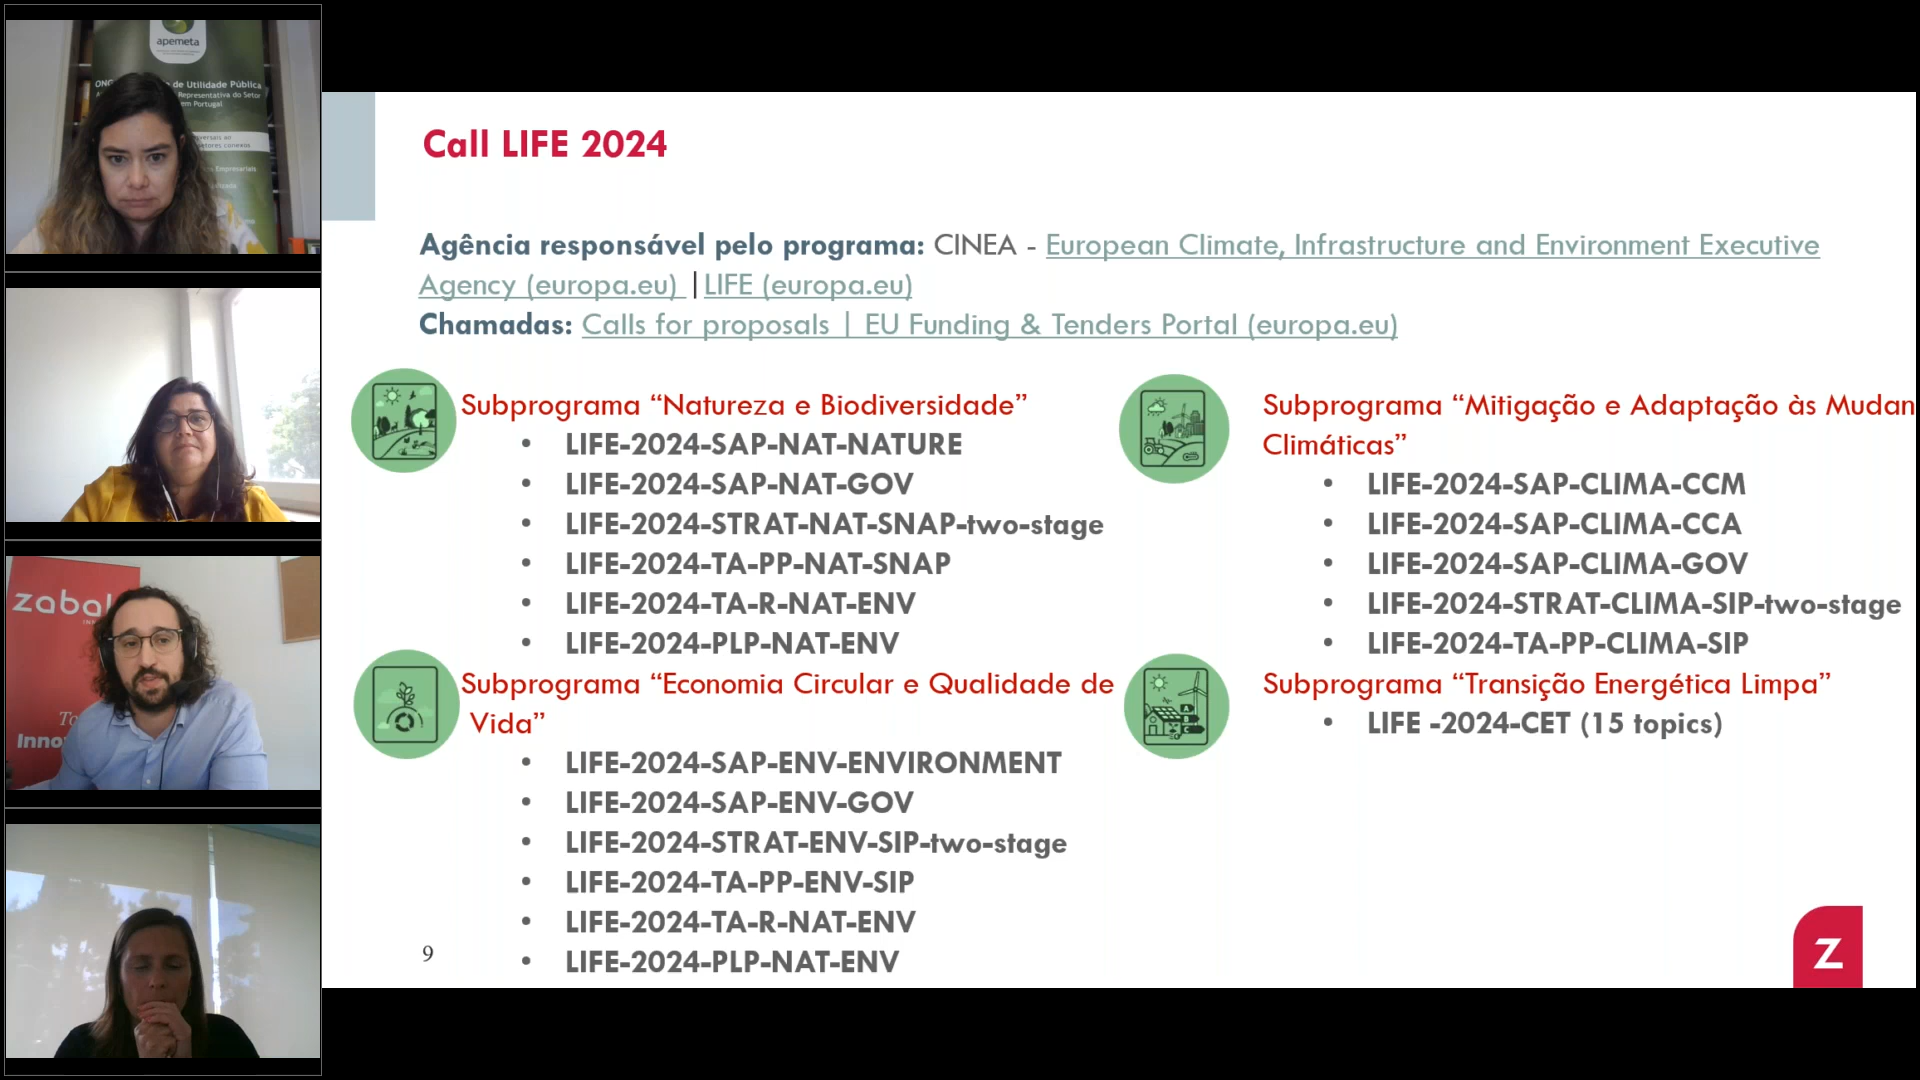 apemeta
de Utilidade Pública
Representativa do Setor
em Portugal
zabal
Call LIFE 2024
Agência responsável pelo programa: CINEA - European Climate, Infrastructure and Environment Executive
Agency (europa.eu) | LIFE (europa.eu)
Chamadas: Calls for proposals | EU Funding & Tenders Portal (europa.eu)
Subprograma “Natureza e Biodiversidade”
• LIFE-2024-SAP-NAT-NATURE
• LIFE-2024-SAP-NAT-GOV
• LIFE-2024-STRAT-NAT-SNAP-two-stage
• LIFE-2024-TA-PP-NAT-SNAP
• LIFE-2024-TA-R-NAT-ENV
• LIFE-2024-PLP-NAT-ENV
Subprograma “Economia Circular e Qualidade de
Vida”
• LIFE-2024-SAP-ENV-ENVIRONMENT
• LIFE-2024-SAP-ENV-GOV
• LIFE-2024-STRAT-ENV-SIP-two-stage
• LIFE-2024-TA-PP-ENV-SIP
• LIFE-2024-TA-R-NAT-ENV
• LIFE-2024-PLP-NAT-ENV
Subprograma “Mitigação e Adaptação às Mudan
Climáticas”
• LIFE-2024-SAP-CLIMA-CCM
• LIFE-2024-SAP-CLIMA-CCA
• LIFE-2024-SAP-CLIMA-GOV
• LIFE-2024-STRAT-CLIMA-SIP-two-stage
• LIFE-2024-TA-PP-CLIMA-SIP
Subprograma “Transição Energética Limpa”
• LIFE -2024-CET (15 topics)
9
z